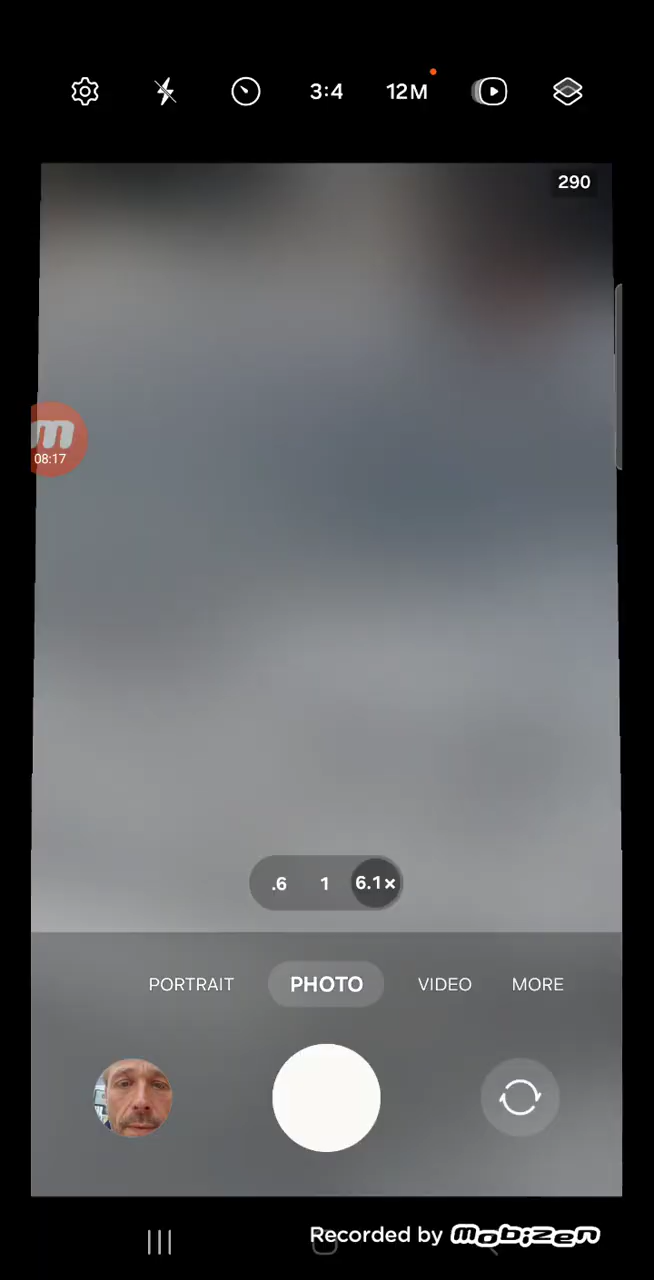 3:4 12M
290
m
08:17
.6 1 6.1×
PORTRAIT PHOTO VIDEO MORE
Recorded by mobizen